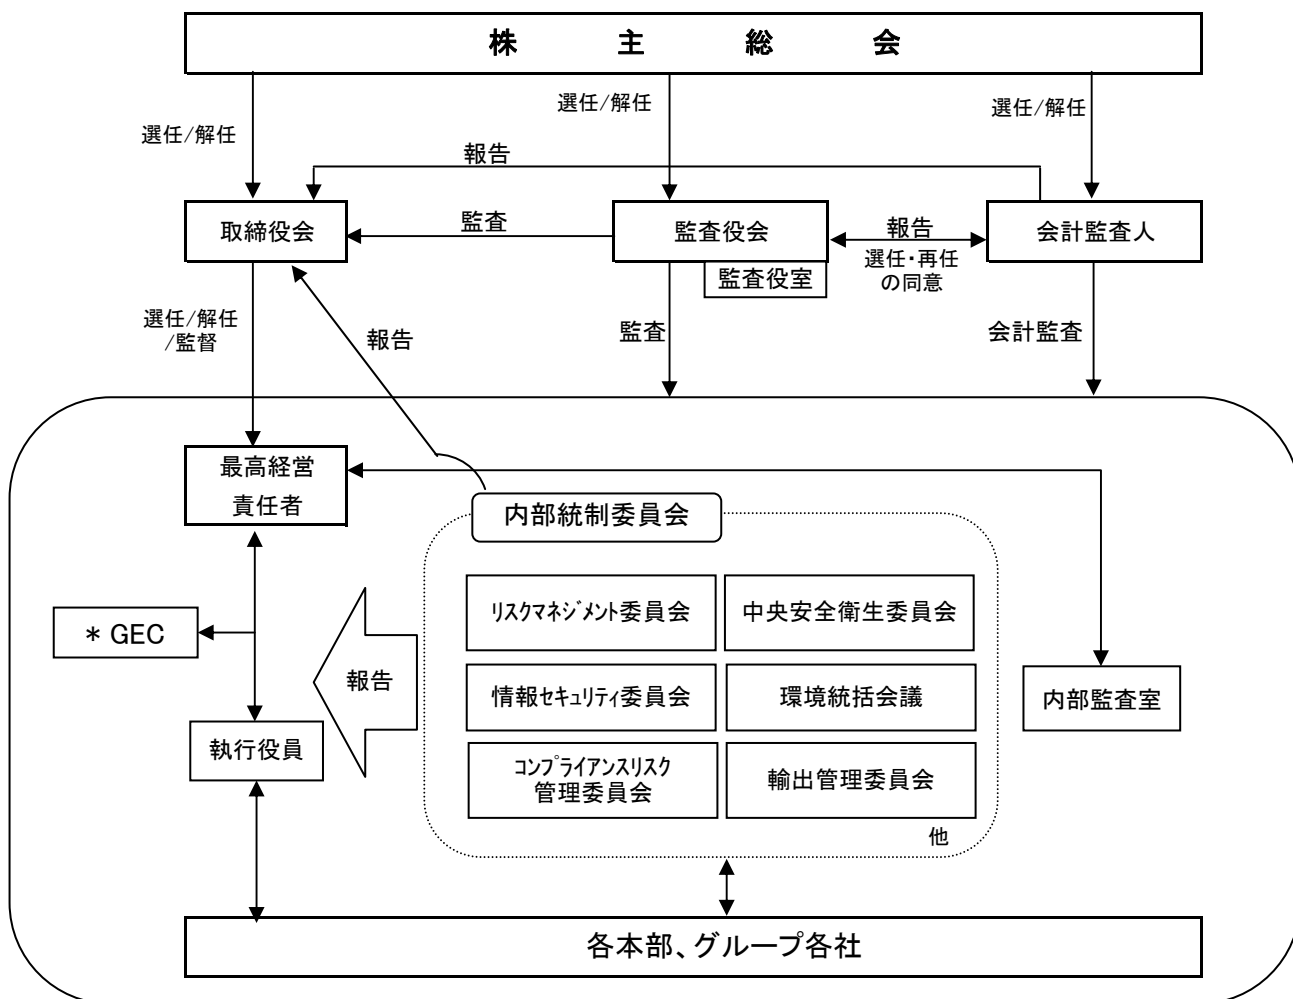 株主総会
選任/解任
選任/解任
選任/解任
報告
取締役会
監査
監査役会
報告
会計監査人
選任・再任
の同意
監査役室
選任/解任
/監督
報告
監査
会計監査
最高経営
責任者
内部統制委員会
リスクマネジメント委員会
中央安全衛生委員会
* GEC
報告
情報セキュリティ委員会
環境統括会議
内部監査室
執行役員
コンプライアンスリスク
管理委員会
輸出管理委員会
他
各本部、グループ各社